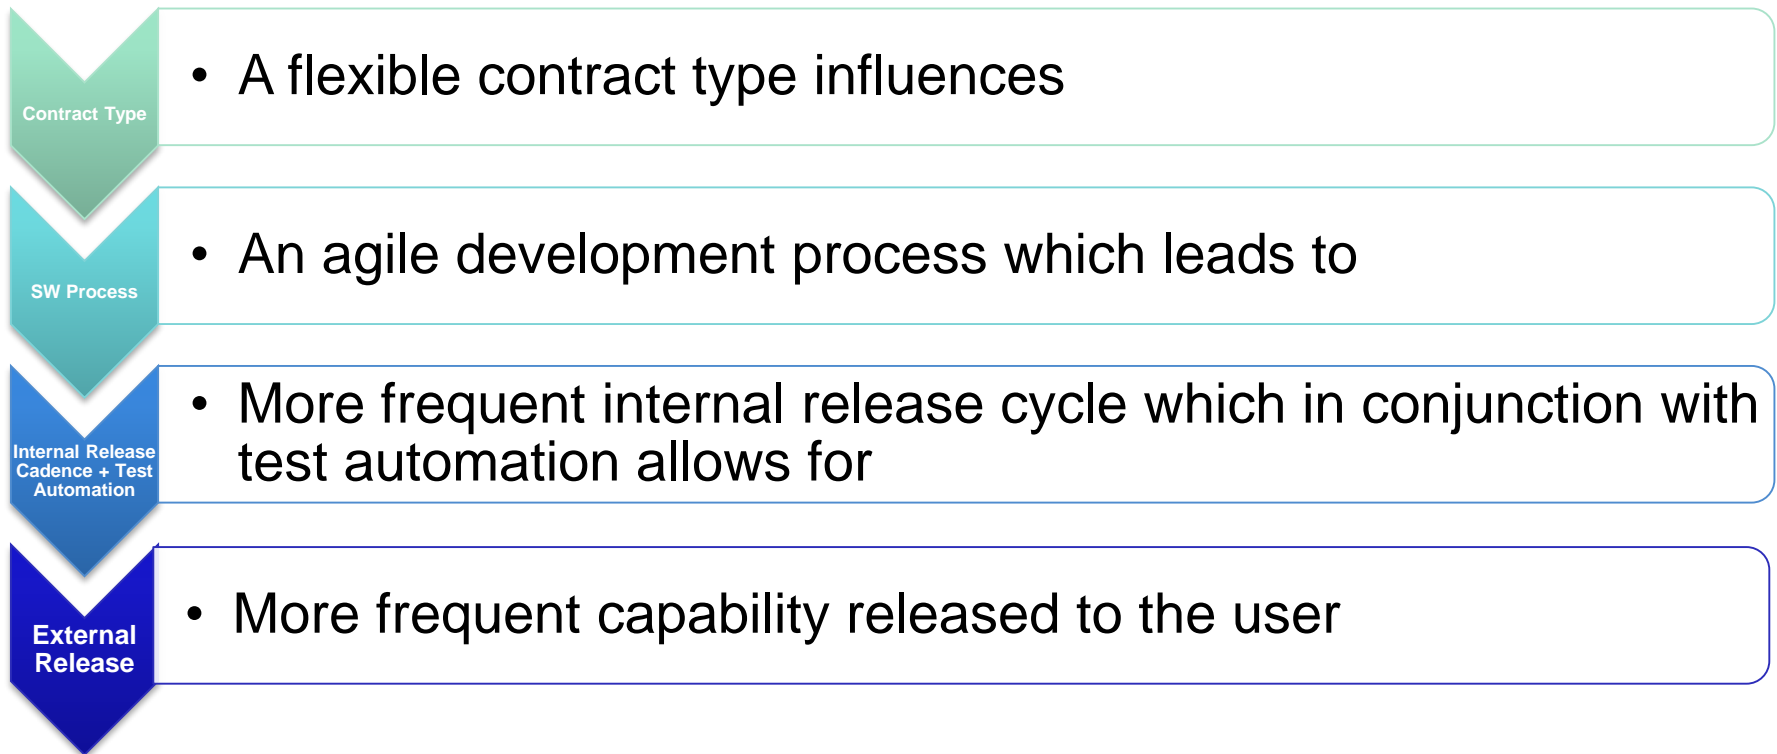 Contract Type
• A flexible contract type influences
SW Process
• An agile development process which leads to
Internal Release
Cadence + Test
Automation
• More frequent internal release cycle which in conjunction with
test automation allows for
External
Release
• More frequent capability released to the user